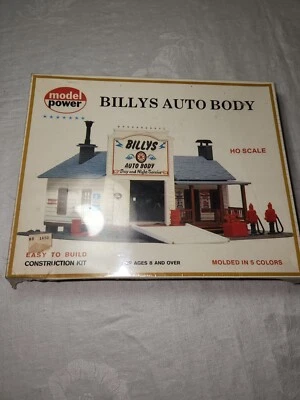 model
power
BILLYS AUTO BODY
HO SCALE
BILLYS
AUTO BODY
Day and Night Service
EASY TO BUILD
CONSTRUCTION KIT
AGES 8 AND OVER
MOLDED IN 5 COLORS